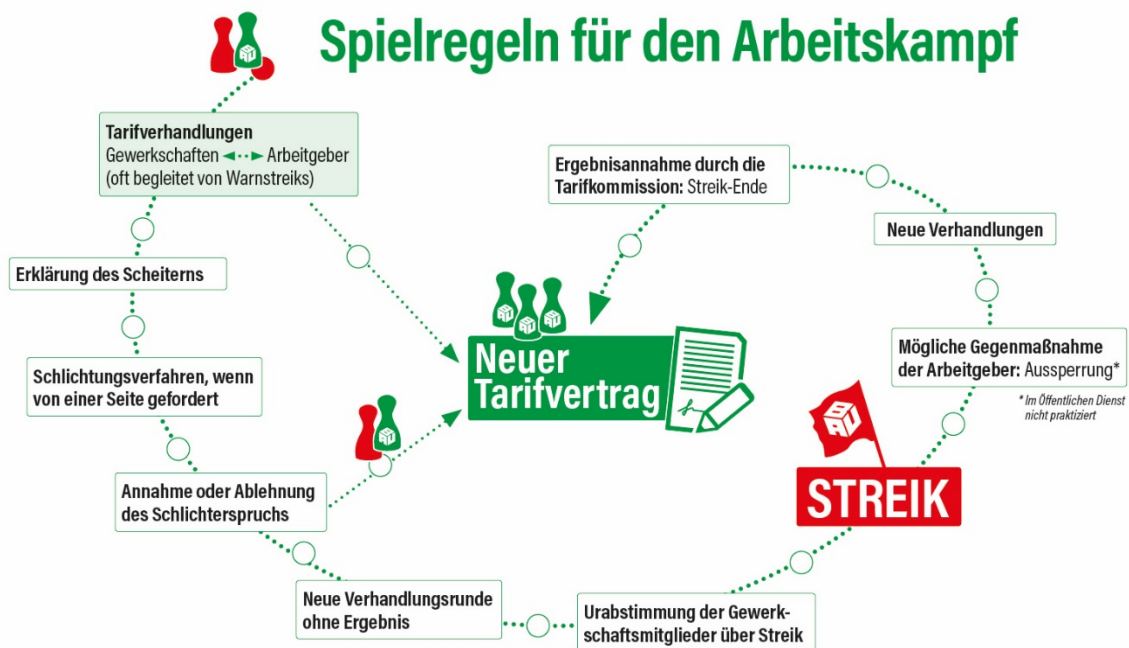 Spielregeln für den Arbeitskampf
Tarifverhandlungen
Gewerkschaften Arbeitgeber
(oft begleitet von Warnstreiks)
Erklärung des Scheiterns
Schlichtungsverfahren, wenn
von einer Seite gefordert
Annahme oder Ablehnung
des Schlichterspruchs
Neue Verhandlungsrunde
ohne Ergebnis
Urabstimmung der Gewerk-
schaftsmitglieder über Streik
BAU
STREIK
Mögliche Gegenmaßnahme
der Arbeitgeber: Aussperrung*
* Im Öffentlichen Dienst
nicht praktiziert
Neue Verhandlungen
Ergebnisannahme durch die
Tarifkommission: Streik-Ende
Neuer
Tarifvertrag